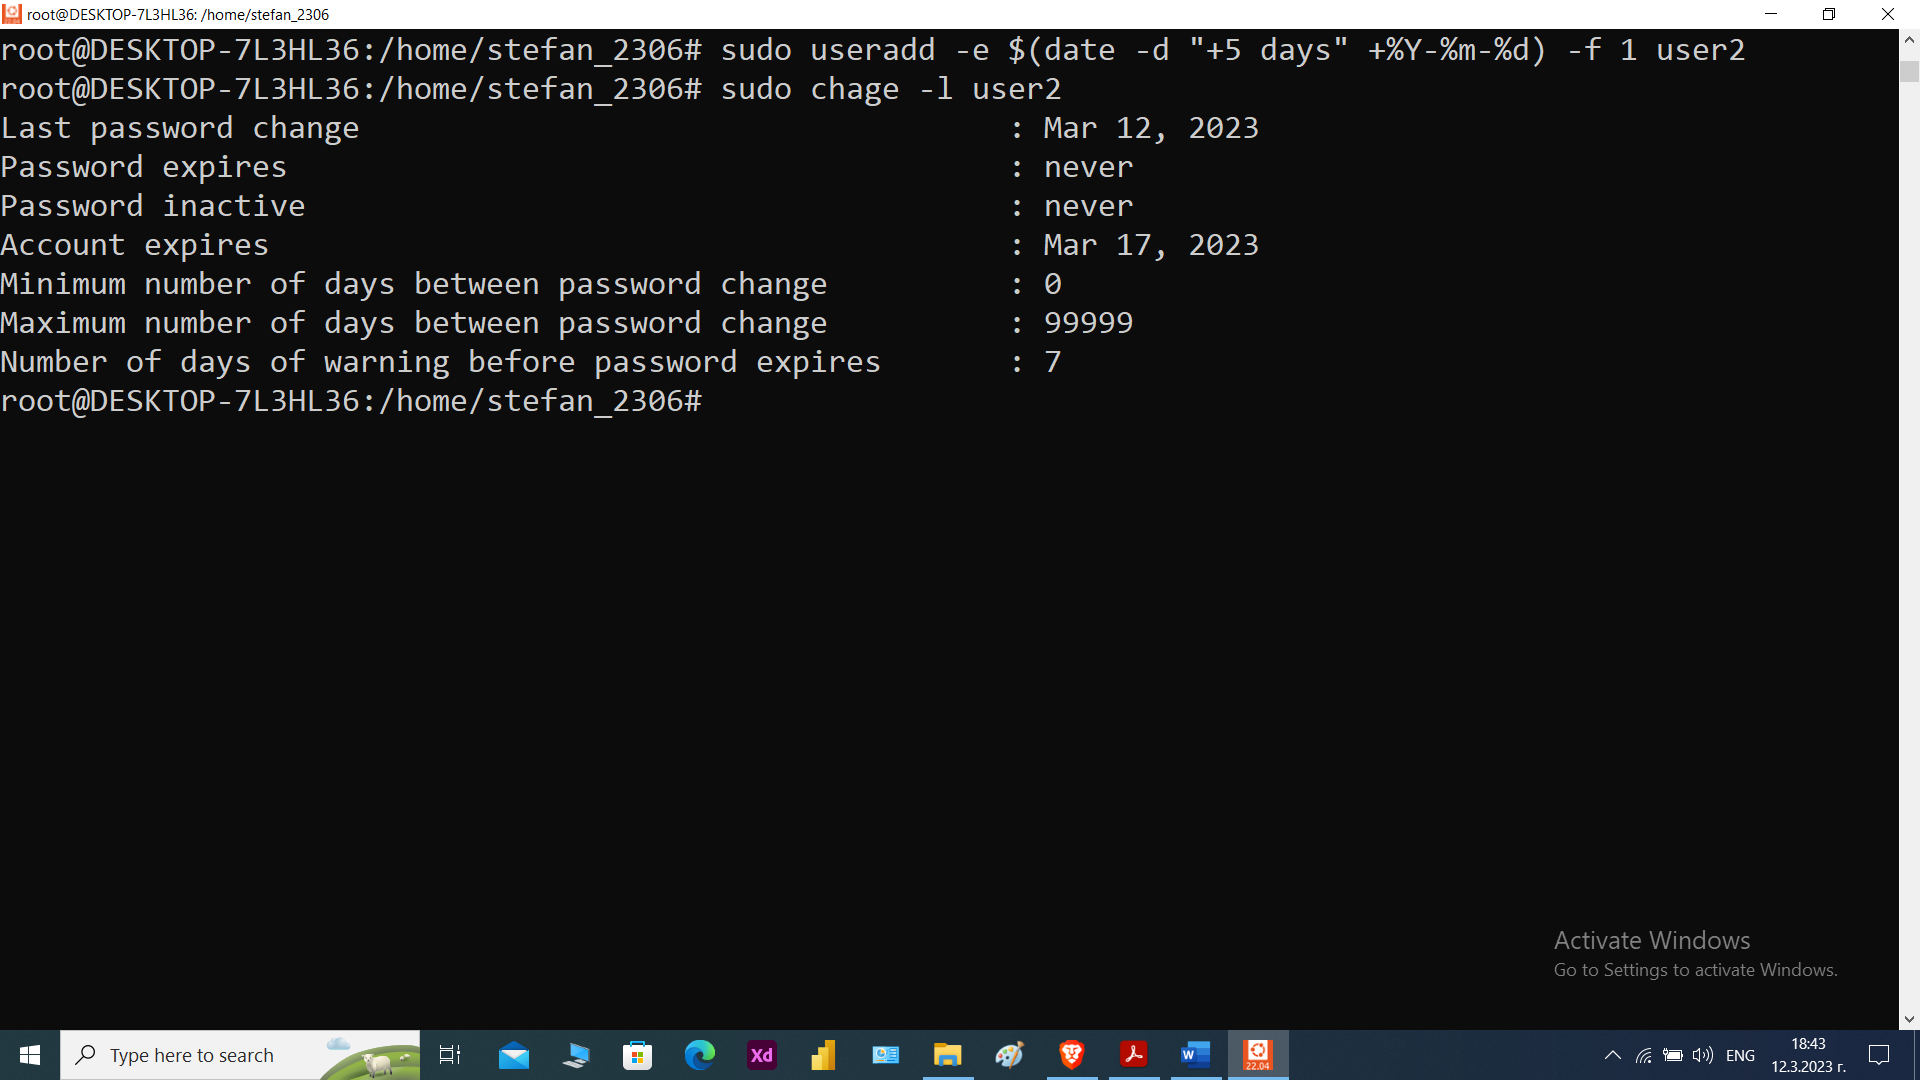 root@DESKTOP-7L3HL36: /home/stefan_2306
root@DESKTOP-7L3HL36:/home/stefan_2306# sudo useradd -e $(date -d "+5 days" +%Y-%m-%d) -f 1 user2
root@DESKTOP-7L3HL36:/home/stefan_2306# sudo chage -l user2
Last password change : Mar 12, 2023
Password expires : never
Password inactive : never
Account expires : Mar 17, 2023
Minimum number of days between password change : 0
Maximum number of days between password change : 99999
Number of days of warning before password expires : 7
root@DESKTOP-7L3HL36:/home/stefan_2306#
Activate Windows
Go to Settings to activate Windows.
Type here to search
Xd
W
22.04
ENG
18:43
12.3.2023 г.